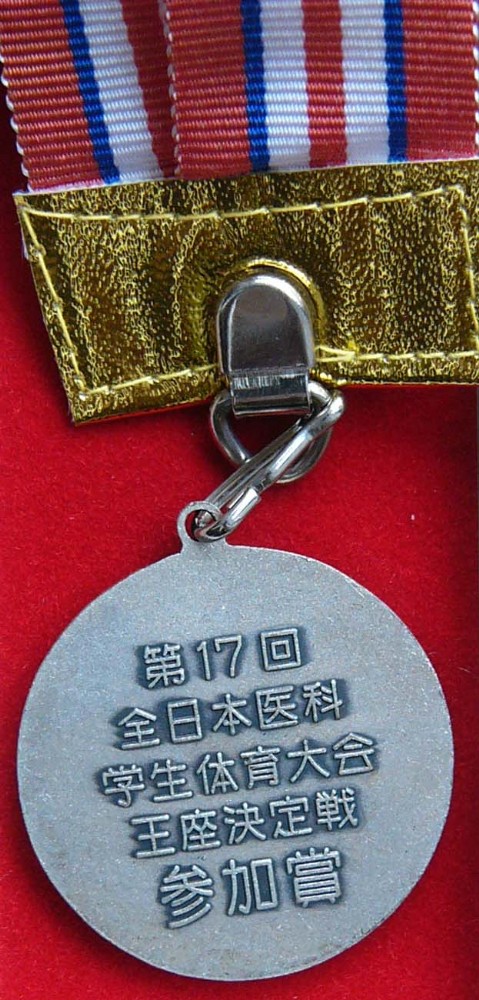 第17回
全日本医科
学生体育大会
王座決定戦
参加賞